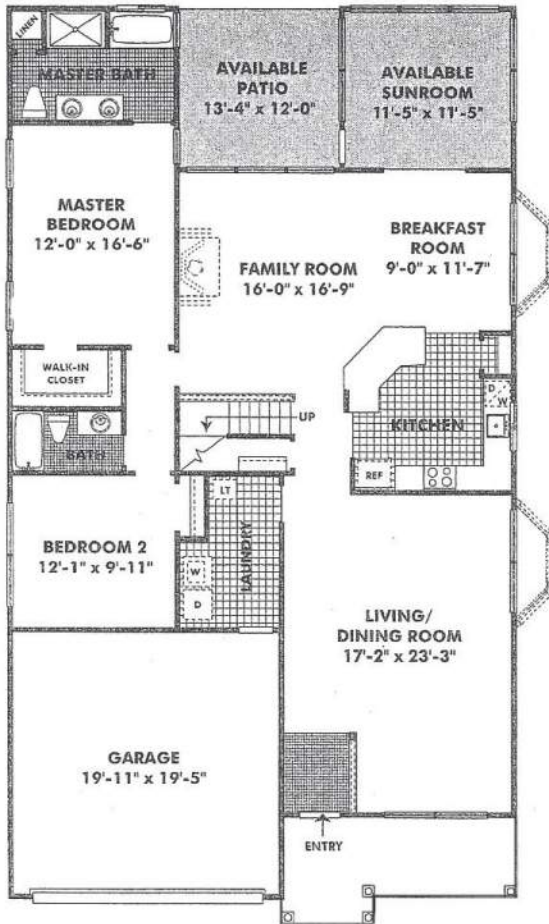 LINEN
MASTER BATH
AVAILABLE
PATIO
13'-4" x 12'-0"
AVAILABLE
SUNROOM
11'-5" x 11'-5"
MASTER
BEDROOM
12'-0" x 16'-6"
FAMILY ROOM
16'-0" x 16'-9"
BREAKFAST
ROOM
9'-0" x 11'-7"
WALK-IN
CLOSET
UP
D
W
KITCHEN
REF
BATH
BEDROOM 2
12'-1" x 9'-11"
LT
LAUNDRY
W
D
LIVING/
DINING ROOM
17'-2" x 23'-3"
GARAGE
19'-11" x 19'-5"
ENTRY